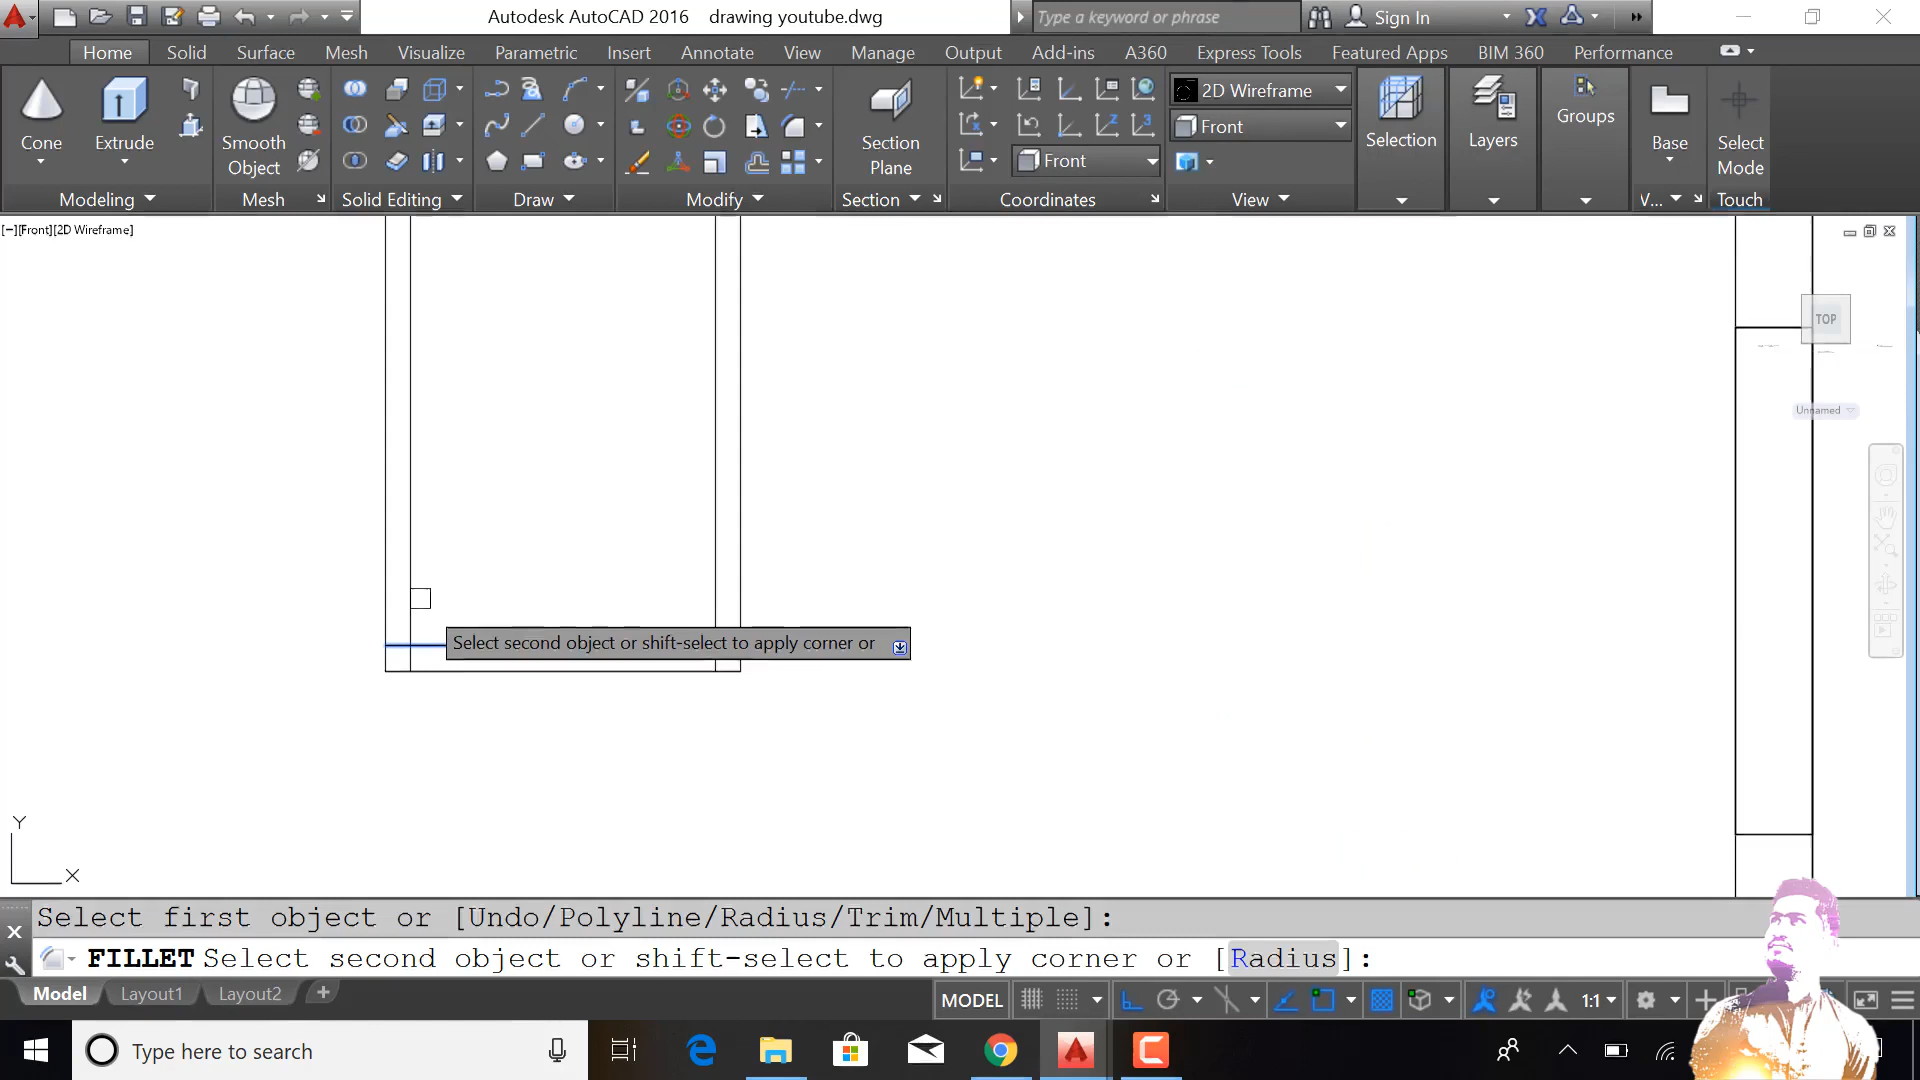 Autodesk AutoCAD 2016 drawing youtube.dwg
Type a keyword or phrase
Sign In
Home Solid Surface Mesh Visualize Parametric Insert Annotate View Manage Output Add-ins A360 Express Tools Featured Apps BIM 360 Performance
Cone
Extrude
Smooth
Object
Section
Plane
2D Wireframe
Front
Front
Selection
Layers
Groups
Base
Select
Mode
Modeling Mesh Solid Editing Draw Modify Section Coordinates View V... Touch
[−][Front][2D Wireframe]
TOP
Unnamed
Select second object or shift-select to apply corner or
Y
X
Select first object or [Undo/Polyline/Radius/Trim/Multiple]:
FILLET Select second object or shift-select to apply corner or [Radius]:
Model Layout1 Layout2 +
MODEL
1:1
Type here to search